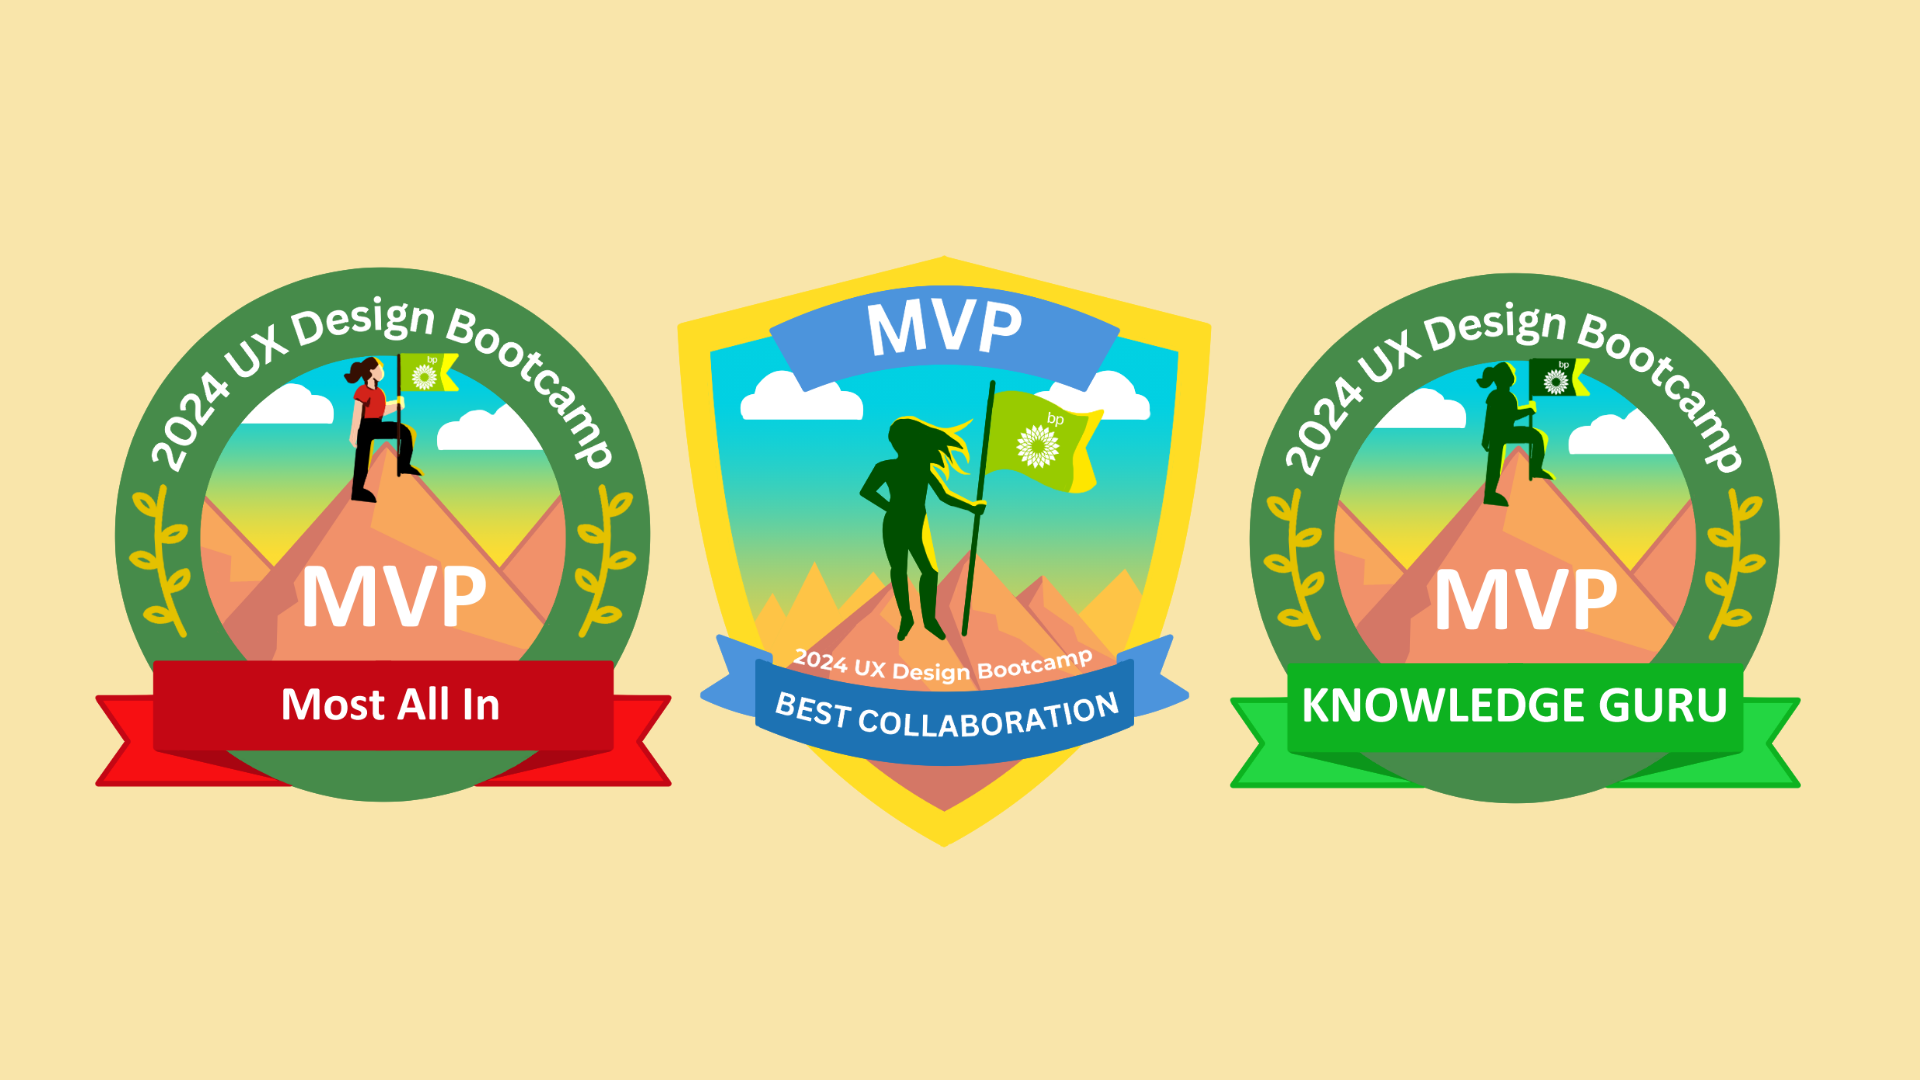 2024 UX Design Bootcamp
bp
MVP
Most All In
MVP
bp
2024 UX Design Bootcamp
BEST COLLABORATION
2024 UX Design Bootcamp
bp
MVP
KNOWLEDGE GURU